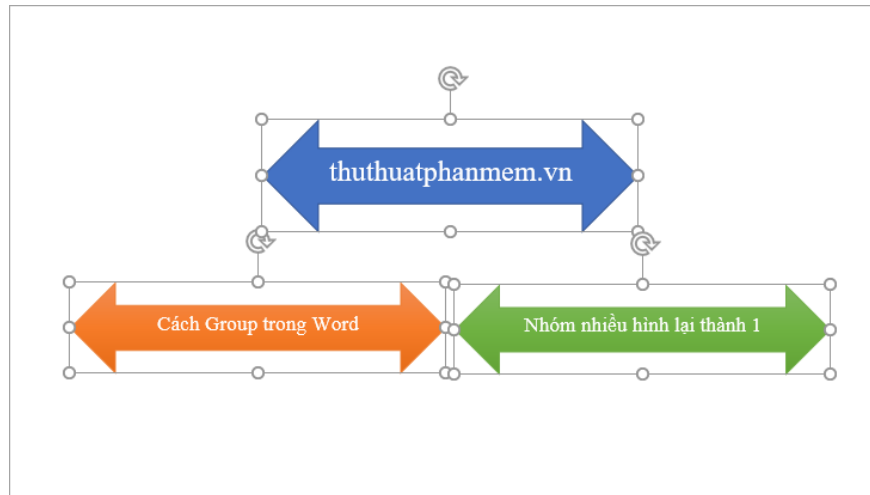 thuthuatphanmem.vn
Cách Group trong Word
Nhóm nhiều hình lại thành 1